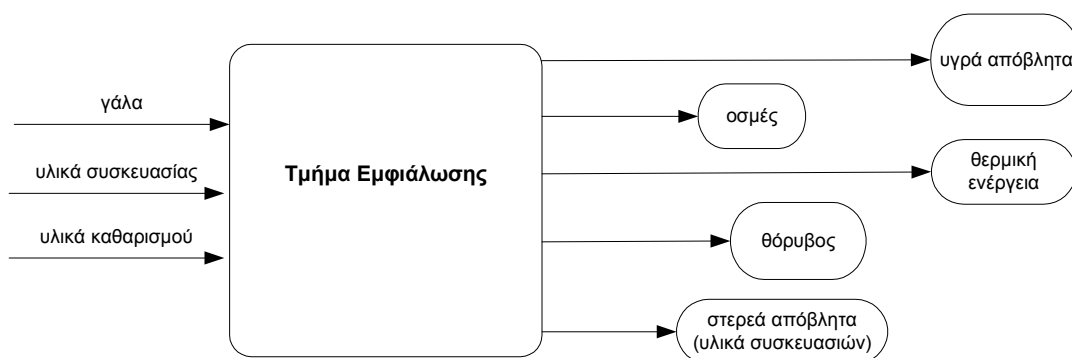 γάλα
υλικά συσκευασίας
υλικά καθαρισμού
Τμήμα Εμφιάλωσης
υγρά απόβλητα
οσμές
θερμική
ενέργεια
θόρυβος
στερεά απόβλητα
(υλικά συσκευασιών)